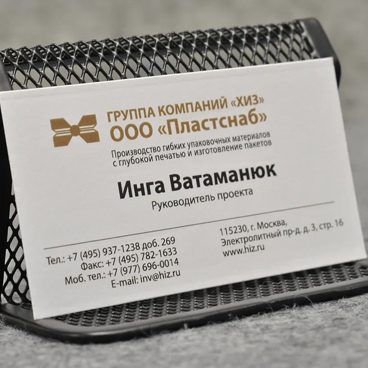 ГРУППА КОМПАНИЙ «ХИЗ»
ООО «Пластснаб»
Производство гибких упаковочных материалов
с глубокой печатью и изготовление пакетов
Инга Ватаманюк
Руководитель проекта
Тел.: +7 (495) 937-1238 доб. 269
Факс: +7 (495) 782-1633
Моб. тел.: +7 (977) 696-0014
E-mail: inv@hiz.ru
115230, г. Москва,
Электролитный пр-д, д. 3, стр. 16
www.hiz.ru